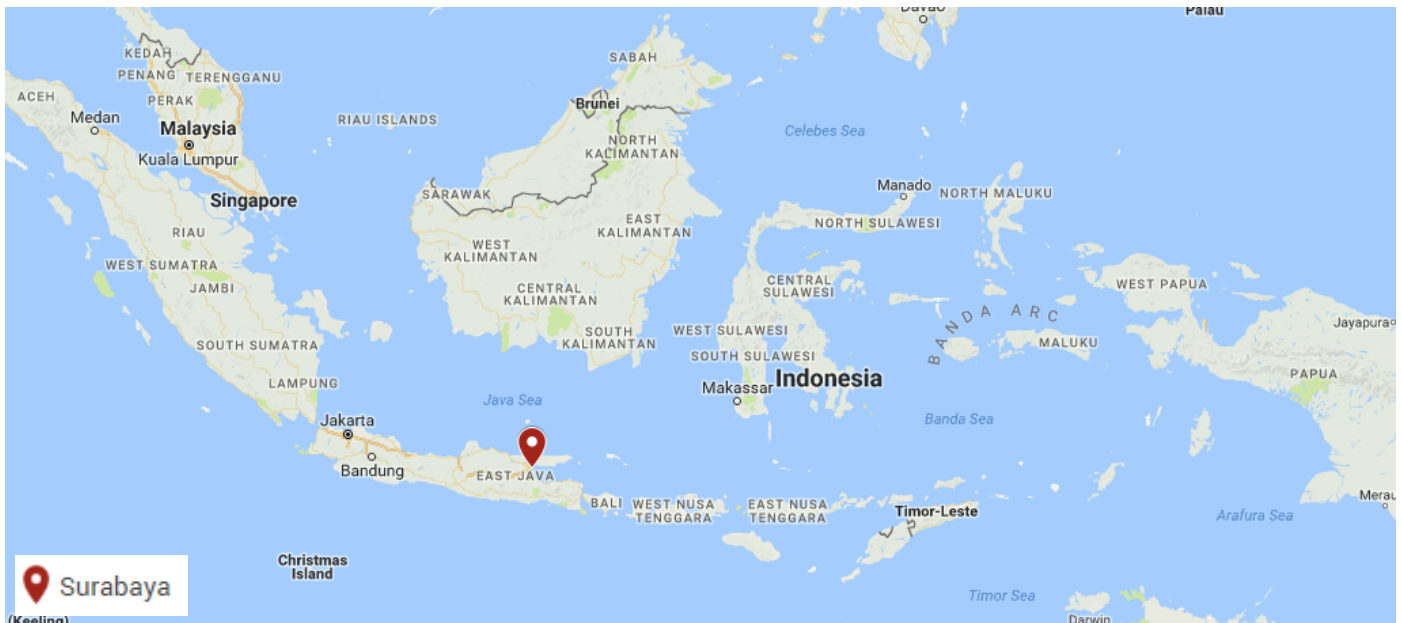 Davao
Palau
KEDAH
PENANG
TERENGGANU
SABAH
ACEH
PERAK
Brunei
Medan
RIAU ISLANDS
Malaysia
Celebes Sea
NORTH
KALIMANTAN
Kuala Lumpur
Manado
NORTH MALUKU
SARAWAK
Singapore
EAST
KALIMANTAN
NORTH SULAWESI
RIAU
WEST
KALIMANTAN
WEST SUMATRA
CENTRAL
SULAWESI
WEST PAPUA
JAMBI
CENTRAL
KALIMANTAN
BANDA ARC
Jayapura
SOUTH
KALIMANTAN
WEST SULAWESI
MALUKU
SOUTH SUMATRA
SOUTH SULAWESI
Indonesia
PAPUA
LAMPUNG
Makassar
Java Sea
Jakarta
Banda Sea
Bandung
EAST JAVA
BALI
WEST NUSA
TENGGARA
EAST NUSA
TENGGARA
Timor-Leste
Merau
Arafura Sea
Christmas
Island
Surabaya
Timor Sea
(Keeling)
Darwin